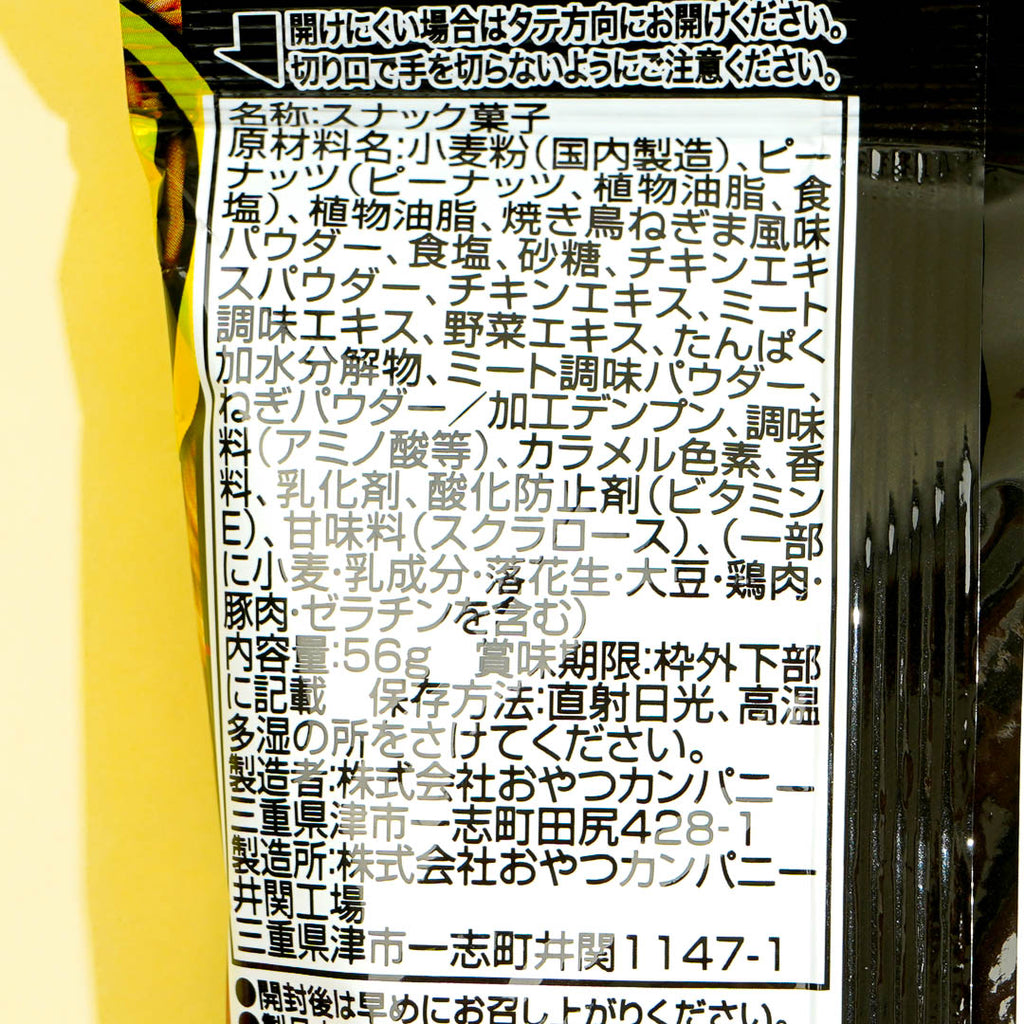 開けにくい場合はタテ方向にお開けください。
切り口で手を切らないようにご注意ください。
名称:スナック菓子
原材料名:小麦粉(国内製造)、ピー
ナッツ(ピーナッツ、植物油脂、食
塩)、植物油脂、焼き鳥ねぎま風味
パウダー、食塩、砂糖、チキンエキ
スパウダー、チキンエキス、ミート
調味エキス、野菜エキス、たんぱく
加水分解物、ミート調味パウダー、
ねぎパウダー/加工デンプン、調味
料(アミノ酸等)、カラメル色素、香
料、乳化剤、酸化防止剤(ビタミン
E)、甘味料(スクラロース)、(一部
に小麦・乳成分・落花生・大豆・鶏肉・
豚肉・ゼラチンを含む)
内容量:56g 賞味期限:枠外下部
に記載 保存方法:直射日光、高温
多湿の所をさけてください。
製造者:株式会社おやつカンパニー
三重県津市一志町田尻428-1
製造所:株式会社おやつカンパニー
井関工場
三重県津市一志町井関1147-1
●開封後は早めにお召し上がりください。